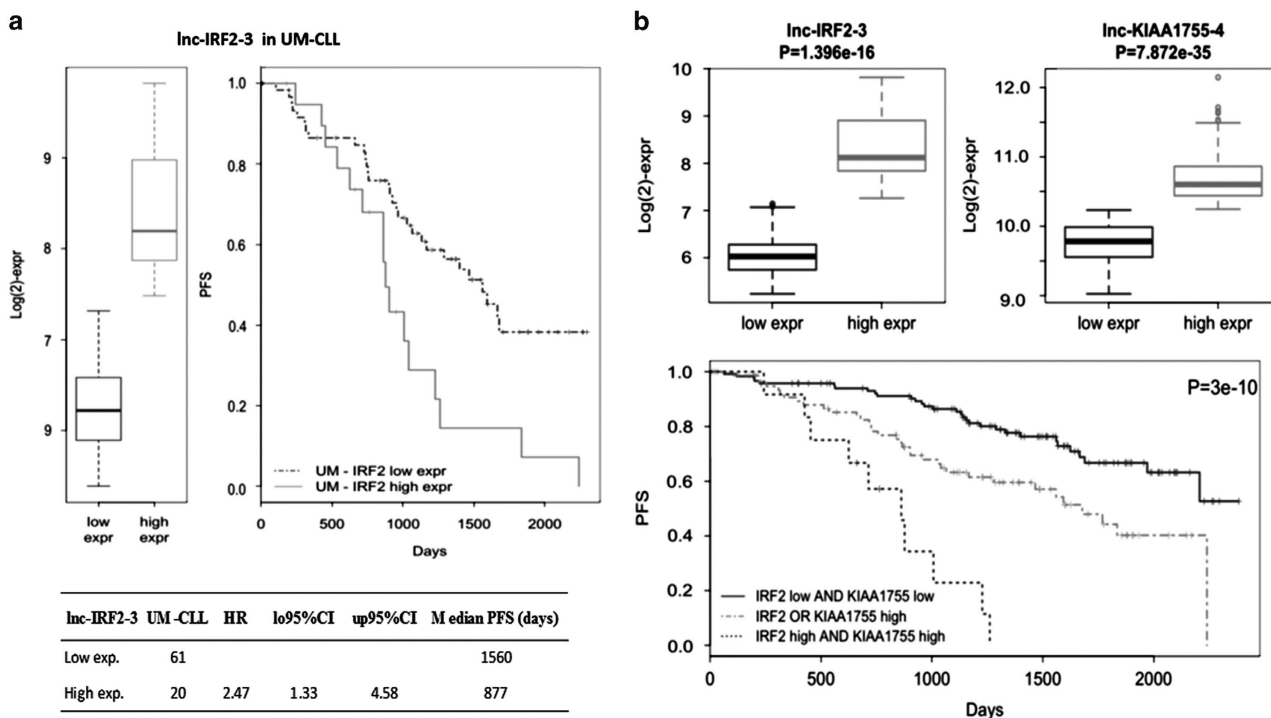 a
lnc-IRF2-3 in UM-CLL
Log(2)-expr
9
8
7
9
low expr
high expr
PFS
1.0
0.8
0.6
0.4
0.2
0.0
UM - IRF2 low expr
UM - IRF2 high expr
0 500 1000 1500 2000
Days
lnc-IRF2-3 UM -CLL HR lo95%CI up95%CI M edian PFS (days)
Low exp. 61 1560
High exp. 20 2.47 1.33 4.58 877
b
lnc-IRF2-3
P=1.396e-16
Log(2)-expr
10
9
8
7
6
low expr high expr
lnc-KIAA1755-4
P=7.872e-35
Log(2)-expr
12.0
11.0
10.0
9.0
low expr high expr
PFS
1.0
0.8
0.6
0.4
0.2
0.0
P=3e-10
IRF2 low AND KIAA1755 low
IRF2 OR KIAA1755 high
IRF2 high AND KIAA1755 high
0 500 1000 1500 2000
Days